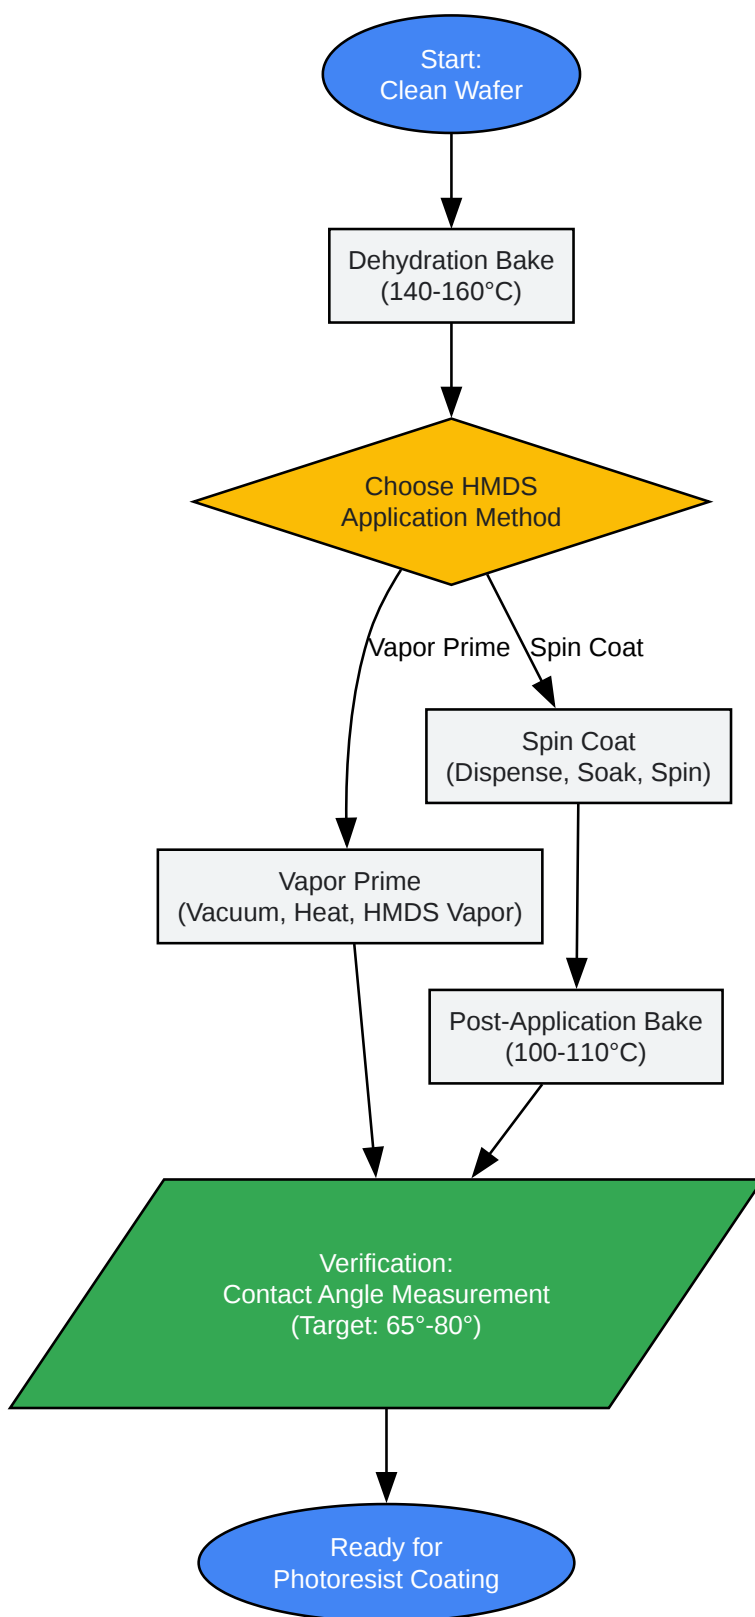 Start:
Clean Wafer
Dehydration Bake
(140-160°C)
Choose HMDS
Application Method
Vapor Prime
Spin Coat
Spin Coat
(Dispense, Soak, Spin)
Vapor Prime
(Vacuum, Heat, HMDS Vapor)
Post-Application Bake
(100-110°C)
Verification:
Contact Angle Measurement
(Target: 65°-80°)
Ready for
Photoresist Coating